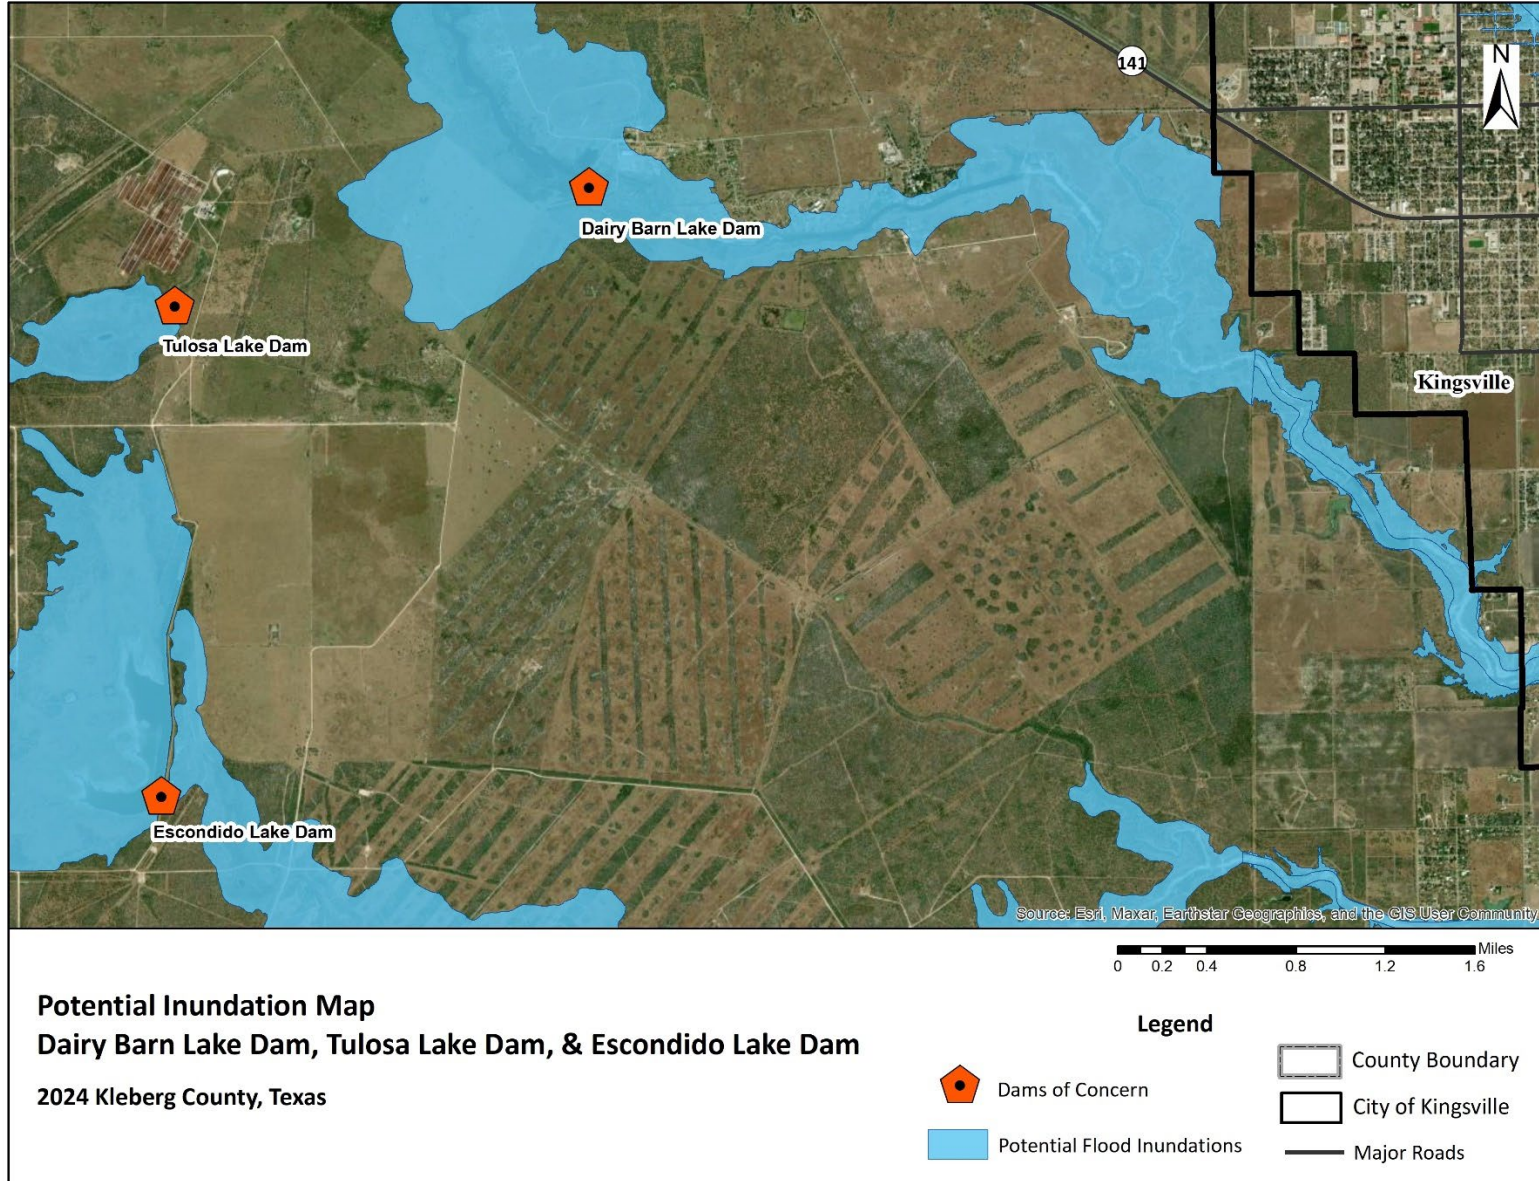 141
N
Dairy Barn Lake Dam
Tulosa Lake Dam
Kingsville
Escondido Lake Dam
Source: Esri, Maxar, Earthstar Geographics, and the GIS User Community
Miles
0 0.2 0.4 0.8 1.2 1.6
Potential Inundation Map
Dairy Barn Lake Dam, Tulosa Lake Dam, & Escondido Lake Dam
2024 Kleberg County, Texas
Legend
Dams of Concern
Potential Flood Inundations
County Boundary
City of Kingsville
Major Roads